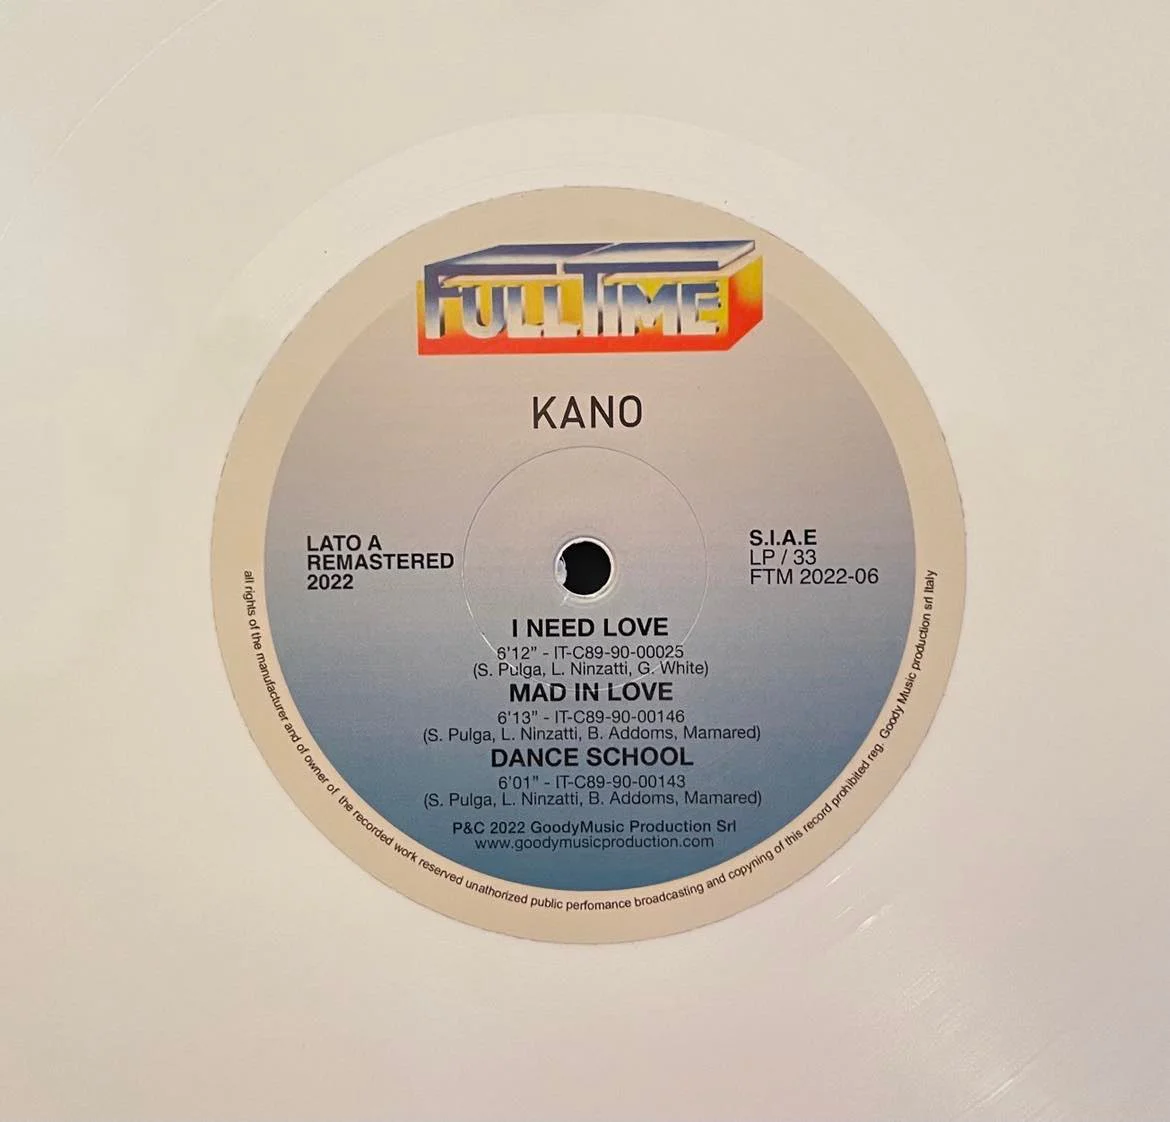 FULLTIME
KANO
LATO A
REMASTERED
2022
S.I.A.E
LP / 33
FTM 2022-06
I NEED LOVE
6'12" - IT-C89-90-00025
(S. Pulga, L. Ninzatti, G. White)
MAD IN LOVE
6'13" - IT-C89-90-00146
(S. Pulga, L. Ninzatti, B. Addoms, Mamared)
DANCE SCHOOL
6'01" - IT-C89-90-00143
(S. Pulga, L. Ninzatti, B. Addoms, Mamared)
P&C 2022 GoodyMusic Production Srl
www.goodymusicproduction.com
all rights of the manufacturer and of owner of the recorded work reserved unathorized public perfomance broadcasting and copyning of this record prohibited reg. Goody Music production srl Italy